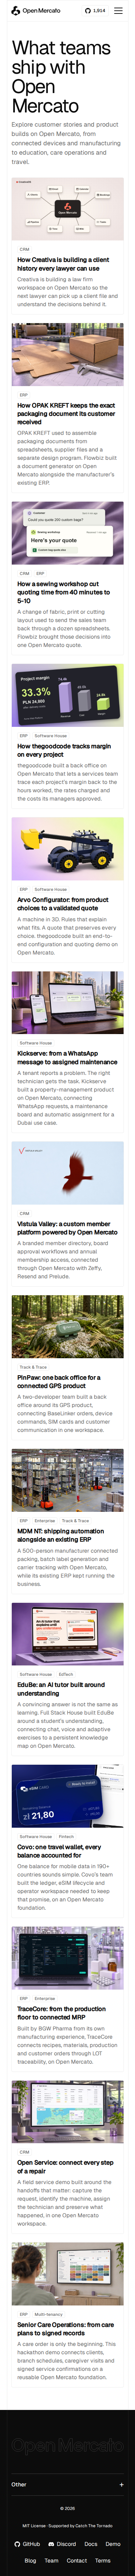 Open Mercato
1,914
What teams
ship with
Open
Mercato
Explore customer stories and product
builds on Open Mercato, from
commerce and manufacturing
to education, care operations and
travel.
CRM
How Creativa is building a client
history every lawyer can use
Creativa is building a law firm
workspace on Open Mercato so the
next lawyer can pick up a client file and
understand the decisions behind it.
ERP
How OPAK KREFT keeps the exact
packaging document its customer
received
OPAK KREFT used to assemble
packaging documents from
spreadsheets, supplier files and a
separate design program. Flowbiz built
a document generator on Open
Mercato alongside the manufacturer's
existing ERP.
Could you quote 200 custom bags?
Here's your quote
CRM ERP
How a sewing workshop cut
quoting time from 40 minutes to
5-10
A change of fabric, print or cutting
layout used to send the sales team
back through a dozen spreadsheets.
Flowbiz brought those decisions into
one Open Mercato quote.
Project margin
33.3%
PLN 24,800
ERP Software House
How thegoodcode tracks margin
on every project
thegoodcode built a back office on
Open Mercato that lets a services team
trace each project's margin back to the
hours worked, the rates agreed and
the costs its managers approved.
ERP Software House
Arvo Configurator: from product
choices to a validated quote
A machine in 3D. Rules that explain
what fits. A quote that preserves every
choice. thegoodcode built an end-to-
end configuration and quoting demo on
Open Mercato.
Software House
Kickserve: from a WhatsApp
message to assigned maintenance
A tenant reports a problem. The right
technician gets the task. Kickserve
built a property-management product
on Open Mercato, connecting
WhatsApp requests, a maintenance
board and automatic assignment for a
Dubai use case.
CRM
Vistula Valley: a custom member
platform powered by Open Mercato
A branded member directory, board
approval workflows and annual
membership access, connected
through Open Mercato with Zeffy,
Resend and Prelude.
Track & Trace
PinPaw: one back office for a
connected GPS product
A two-developer team built a back
office around its GPS product,
connecting BaseLinker orders, device
commands, SIM cards and customer
communication in one workspace.
ERP Enterprise Track & Trace
MDM NT: shipping automation
alongside an existing ERP
A 500-person manufacturer connected
packing, batch label generation and
carrier tracking with Open Mercato,
while its existing ERP kept running the
business.
Software House EdTech
EduBe: an AI tutor built around
understanding
A convincing answer is not the same as
learning. Full Stack House built EduBe
around a student's understanding,
connecting chat, voice and adaptive
exercises to a persistent knowledge
map on Open Mercato.
21,80
Software House Fintech
Covo: one travel wallet, every
balance accounted for
One balance for mobile data in 190+
countries sounds simple. Covo's team
built the ledger, eSIM lifecycle and
operator workspace needed to keep
that promise, on an Open Mercato
foundation.
ERP Enterprise
TraceCore: from the production
floor to connected MRP
Built by BGW Pharma from its own
manufacturing experience, TraceCore
connects recipes, materials, production
and customer orders through LOT
traceability, on Open Mercato.
CRM
Open Service: connect every step
of a repair
A field service demo built around the
handoffs that matter: capture the
request, identify the machine, assign
the technician and preserve what
happened, in one Open Mercato
workspace.
ERP Multi-tenancy
Senior Care Operations: from care
plans to signed records
A care order is only the beginning. This
hackathon demo connects clients,
branch schedules, caregiver visits and
signed service confirmations on a
reusable Open Mercato foundation.
Open Mercato
Other +
© 2026
MIT License · Supported by Catch The Tornado
GitHub Discord Docs Demo
Blog Team Contact Terms